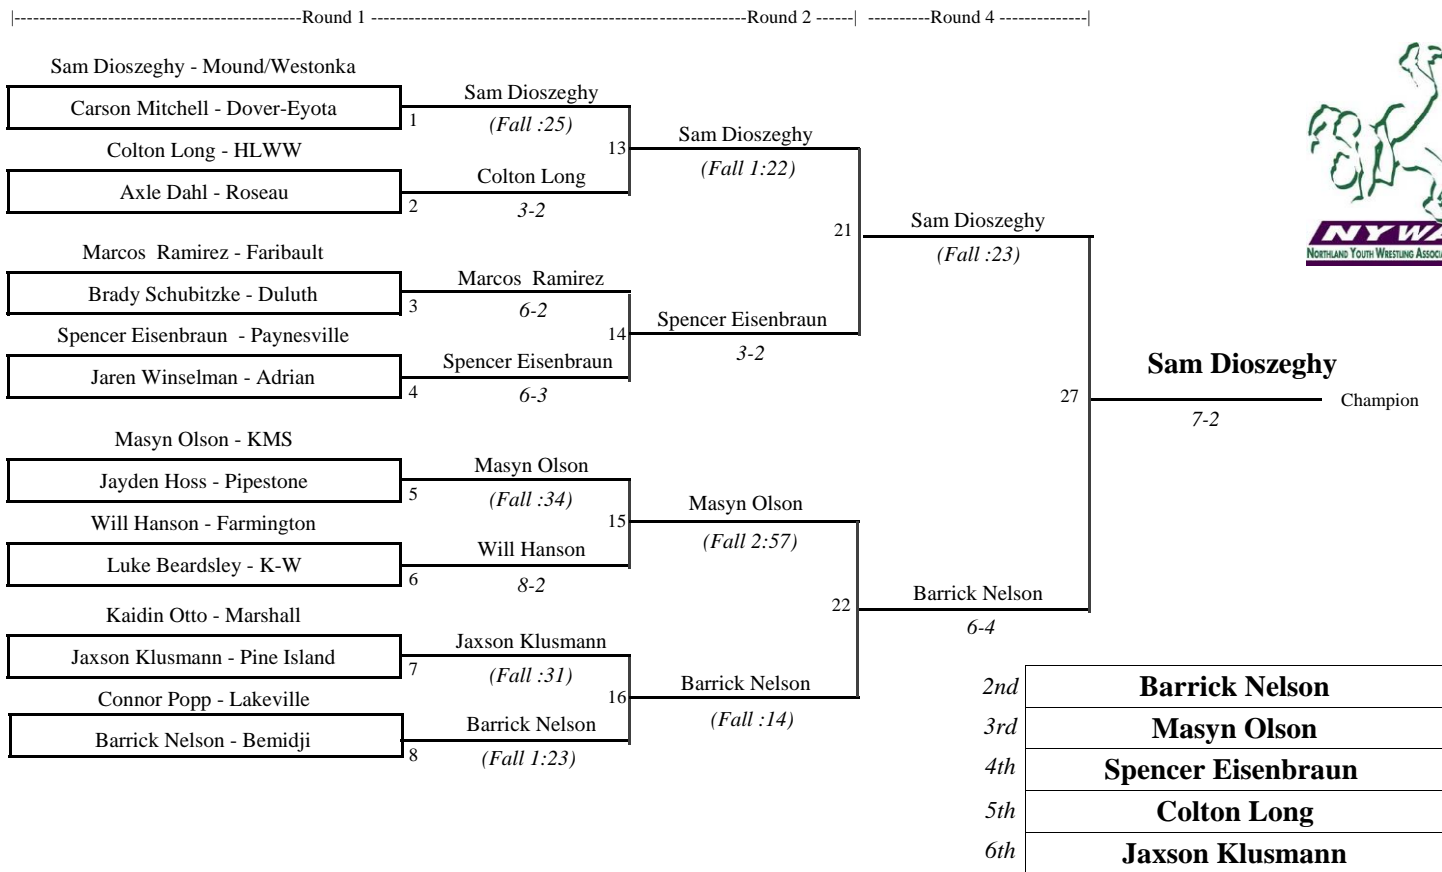 |-----------------------------------------------Round 1 --------------------------------------------------------------Round 2 ------| ----------Round 4 --------------|
Sam Dioszeghy - Mound/Westonka
Carson Mitchell - Dover-Eyota
1
Colton Long - HLWW
Axle Dahl - Roseau
2
Marcos  Ramirez - Faribault
Brady Schubitzke - Duluth
3
Spencer Eisenbraun  - Paynesville
Jaren Winselman - Adrian
4
Masyn Olson - KMS
Jayden Hoss - Pipestone
5
Will Hanson - Farmington
Luke Beardsley - K-W
6
Kaidin Otto - Marshall
Jaxson Klusmann - Pine Island
7
Connor Popp - Lakeville
Barrick Nelson - Bemidji
8
Sam Dioszeghy
(Fall :25)
13
Colton Long
3-2
Marcos  Ramirez
6-2
14
Spencer Eisenbraun
6-3
Masyn Olson
(Fall :34)
15
Will Hanson
8-2
Jaxson Klusmann
(Fall :31)
16
Barrick Nelson
(Fall 1:23)
Sam Dioszeghy
(Fall 1:22)
21
Spencer Eisenbraun
3-2
Masyn Olson
(Fall 2:57)
22
Barrick Nelson
(Fall :14)
Sam Dioszeghy
(Fall :23)
27
Barrick Nelson
6-4
NYWA
NORTHLAND YOUTH WRESTLING
Sam Dioszeghy
Champion
7-2
2nd Barrick Nelson
3rd Masyn Olson
4th Spencer Eisenbraun
5th Colton Long
6th Jaxson Klusmann